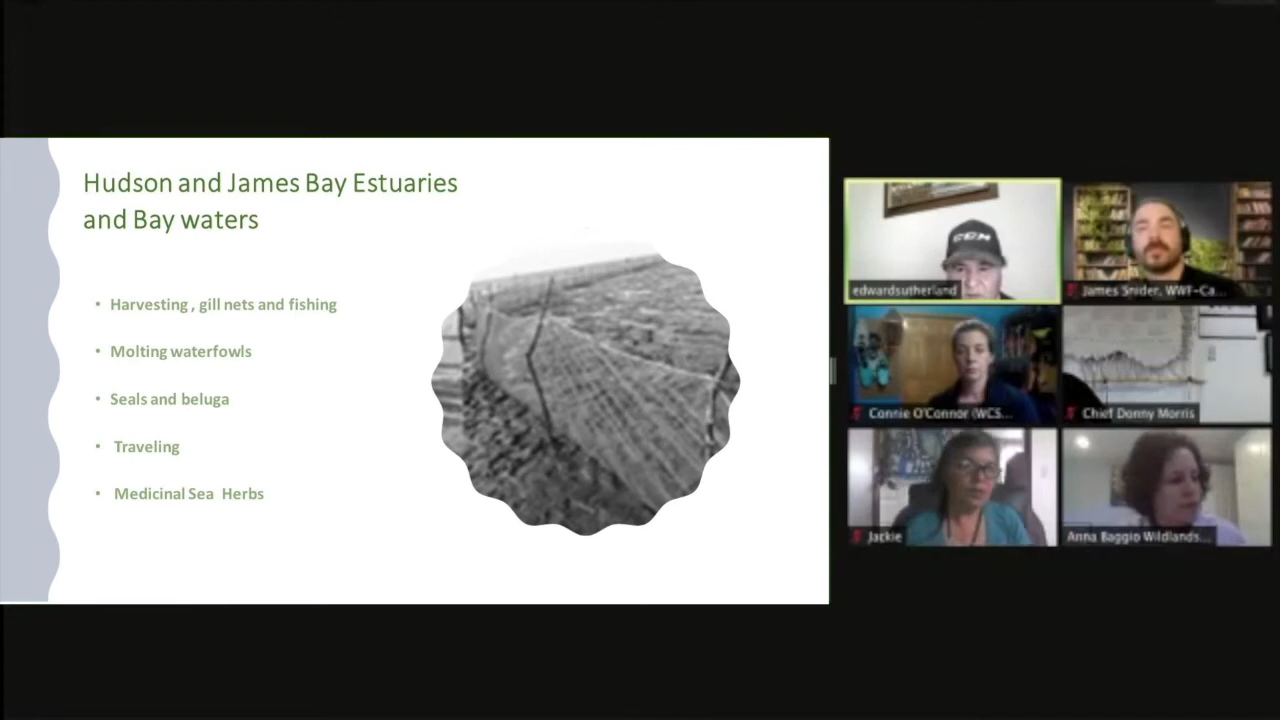 Hudson and James Bay Estuaries
and Bay waters
• Harvesting , gill nets and fishing
• Molting waterfowls
• Seals and beluga
• Traveling
• Medicinal Sea Herbs
CCM
edwardsutherland
James Snider, WWF-Ca...
Connie O'Connor (WCS...
Chief Donny Morris
Jackie
Anna Baggio Wildlands...